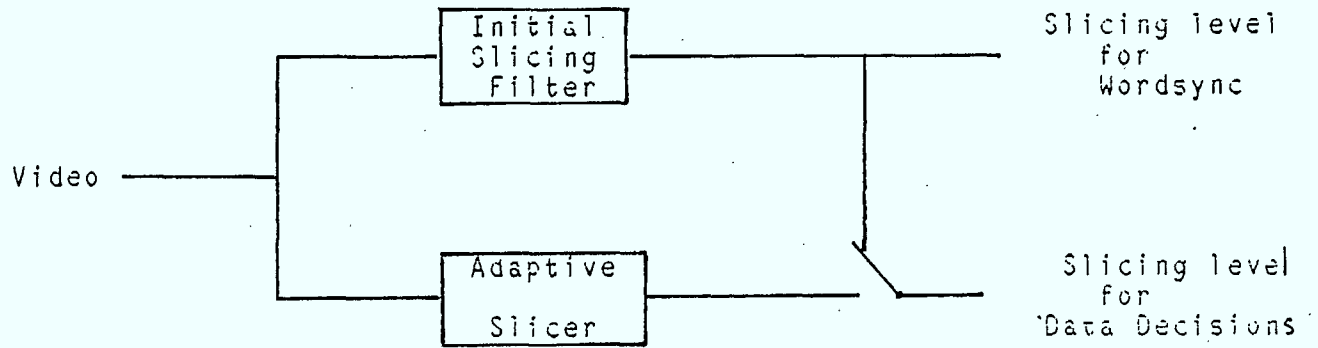 Initial
Slicing
Filter
Slicing level
for
Wordsync
Video
Adaptive
Slicer
Slicing level
for
Data Decisions